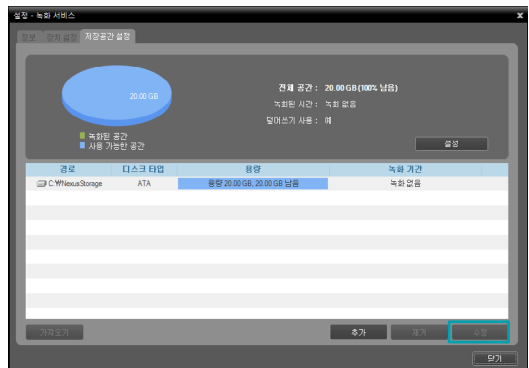 설정 - 녹화 서비스
정보 장치 설정 저장공간 설정
20.00 GB
전체 공간 : 20.00 GB (100% 남음)
녹화된 시간 : 녹화 없음
덮어쓰기 사용 : 예
녹화된 공간
사용 가능한 공간
설정
경로 디스크 타입 용량 녹화 기간
C:₩NexusStorage ATA 용량 20.00 GB, 20.00 GB 남음 녹화 없음
가져오기 추가 제거 수정
닫기